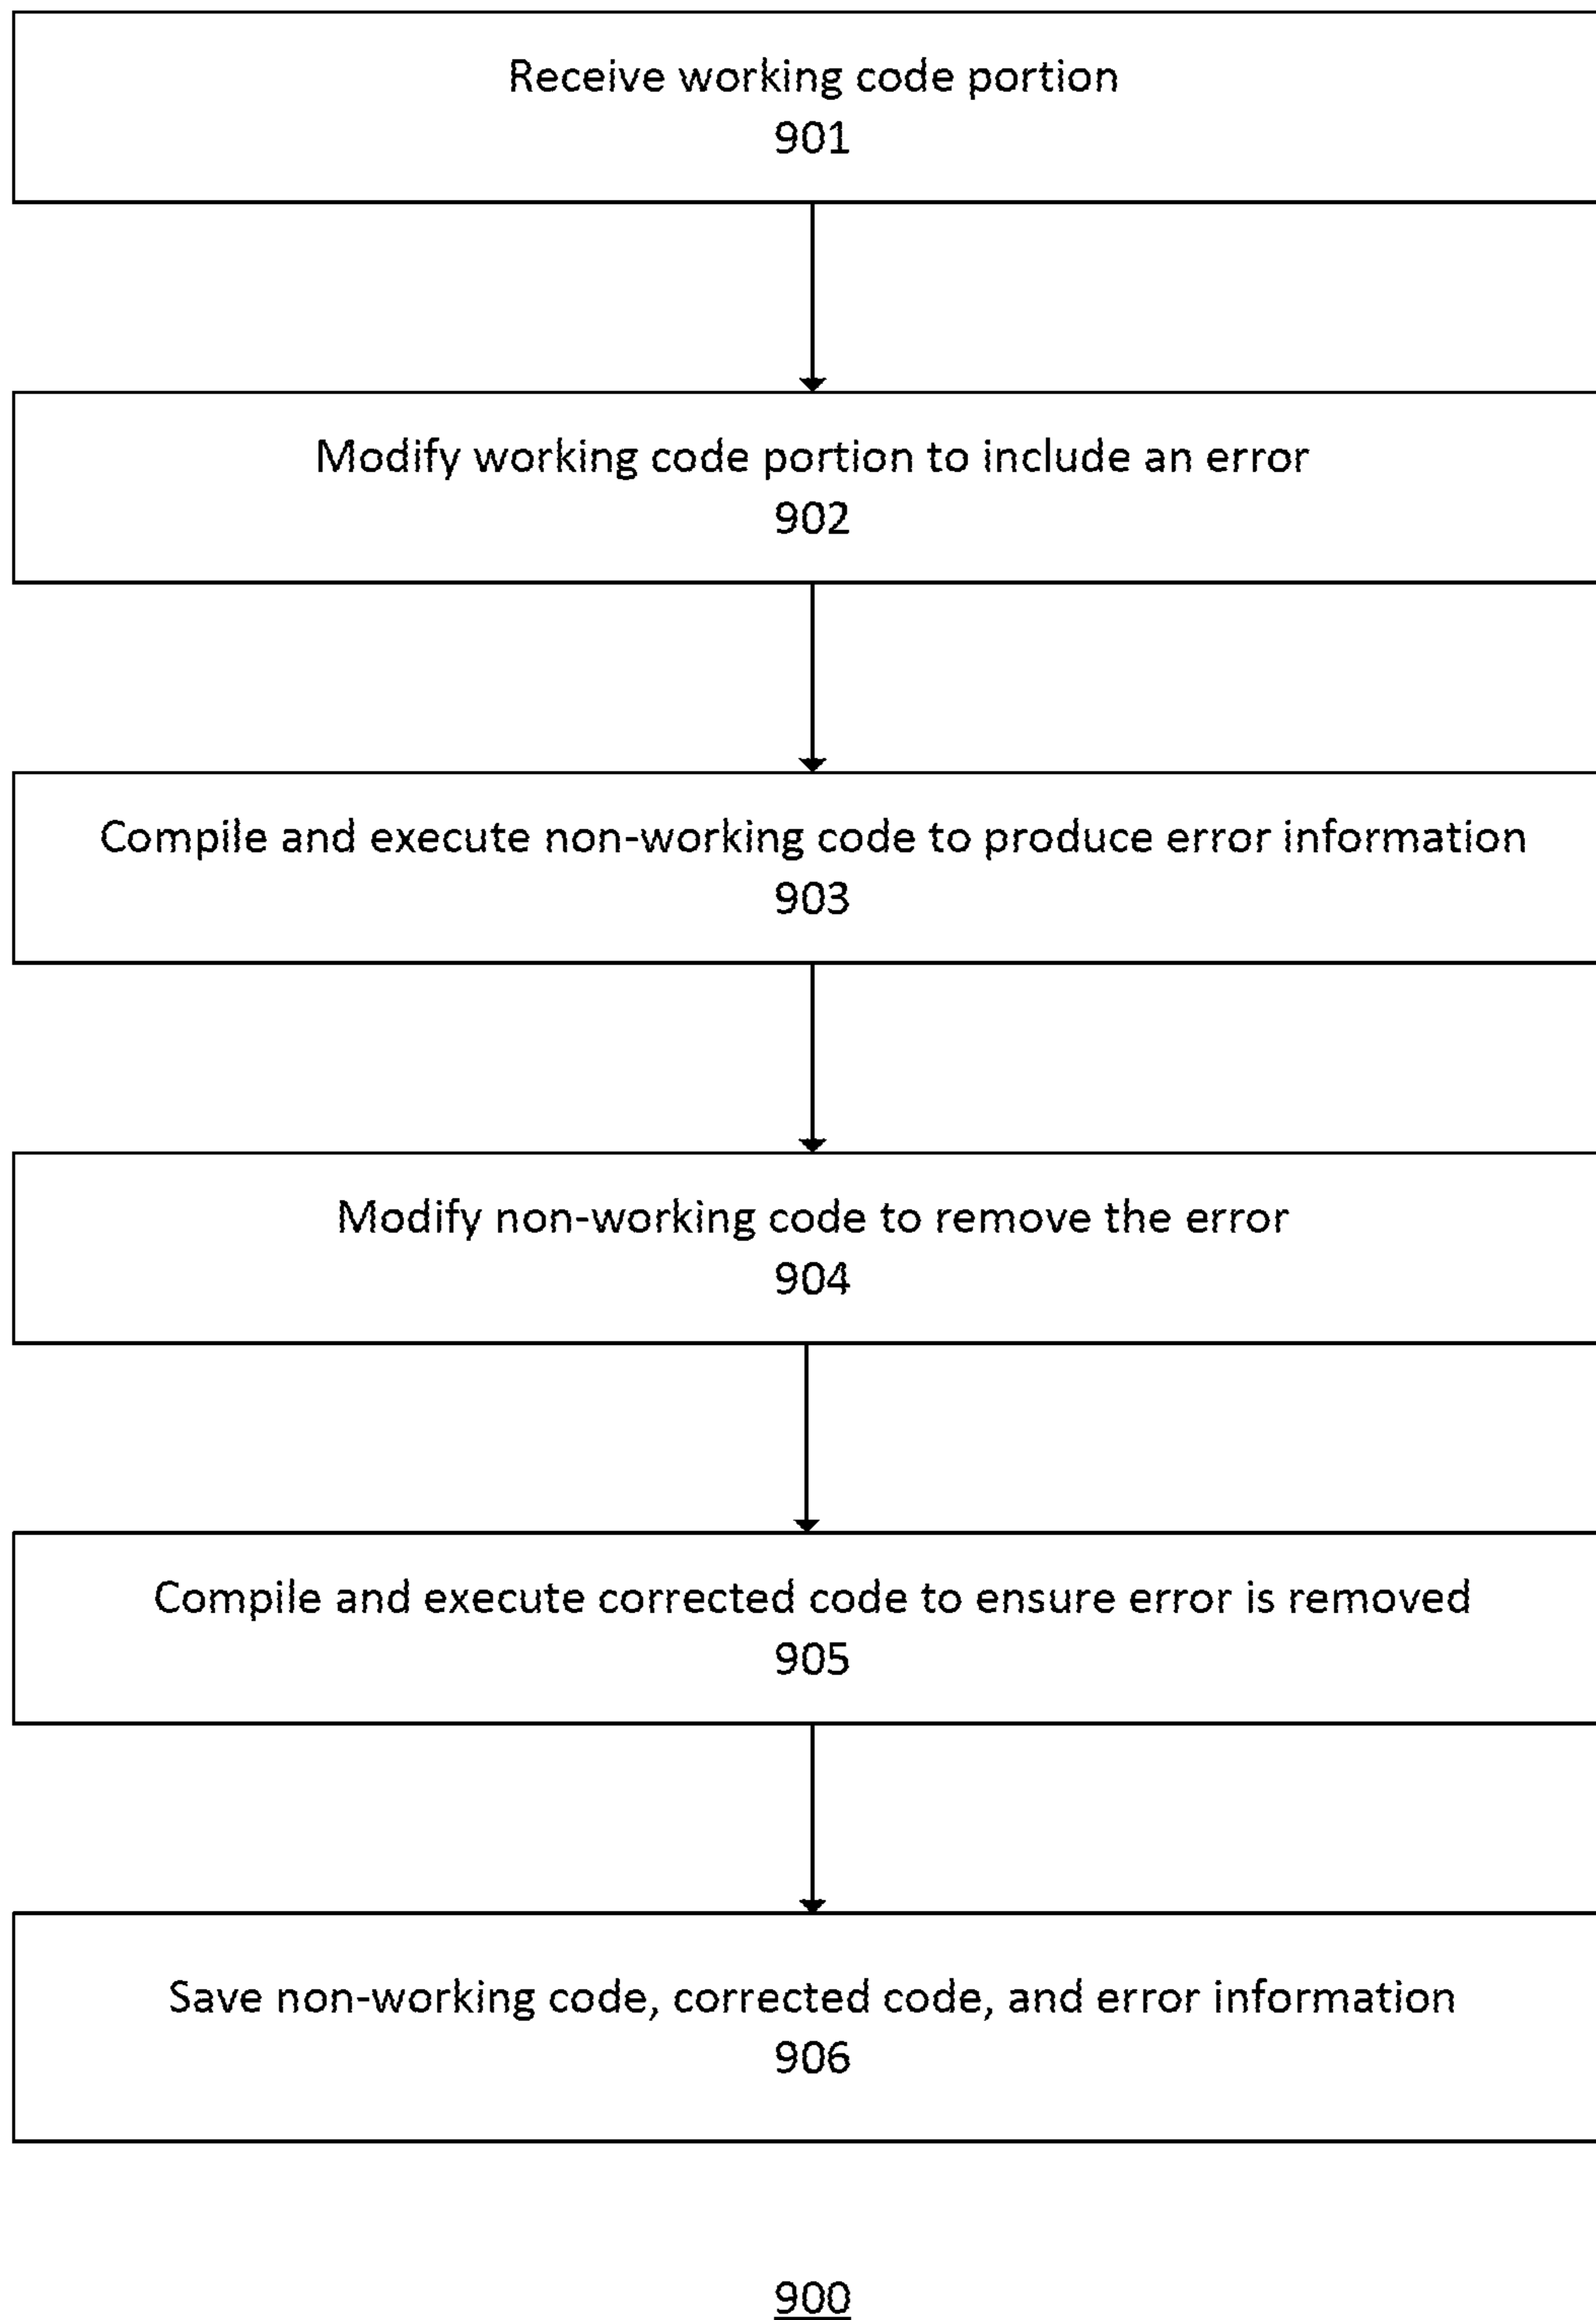 Receive working code portion
901
Modify working code portion to include an error
902
Compile and execute non-working code to produce error information
903
Modify non-working code to remove the error
904
Compile and execute corrected code to ensure error is removed
905
Save non-working code, corrected code, and error information
906
900